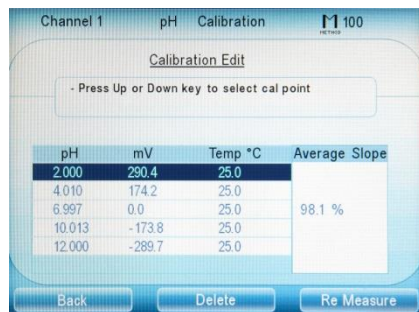 Channel 1 pH Calibration M 100
METHOD
Calibration Edit
- Press Up or Down key to select cal point
pH mV Temp °C Average Slope
2.000 290.4 25.0
4.010 174.2 25.0
6.997 0.0 25.0 98.1 %
10.013 -173.8 25.0
12.000 -289.7 25.0
Back Delete Re Measure